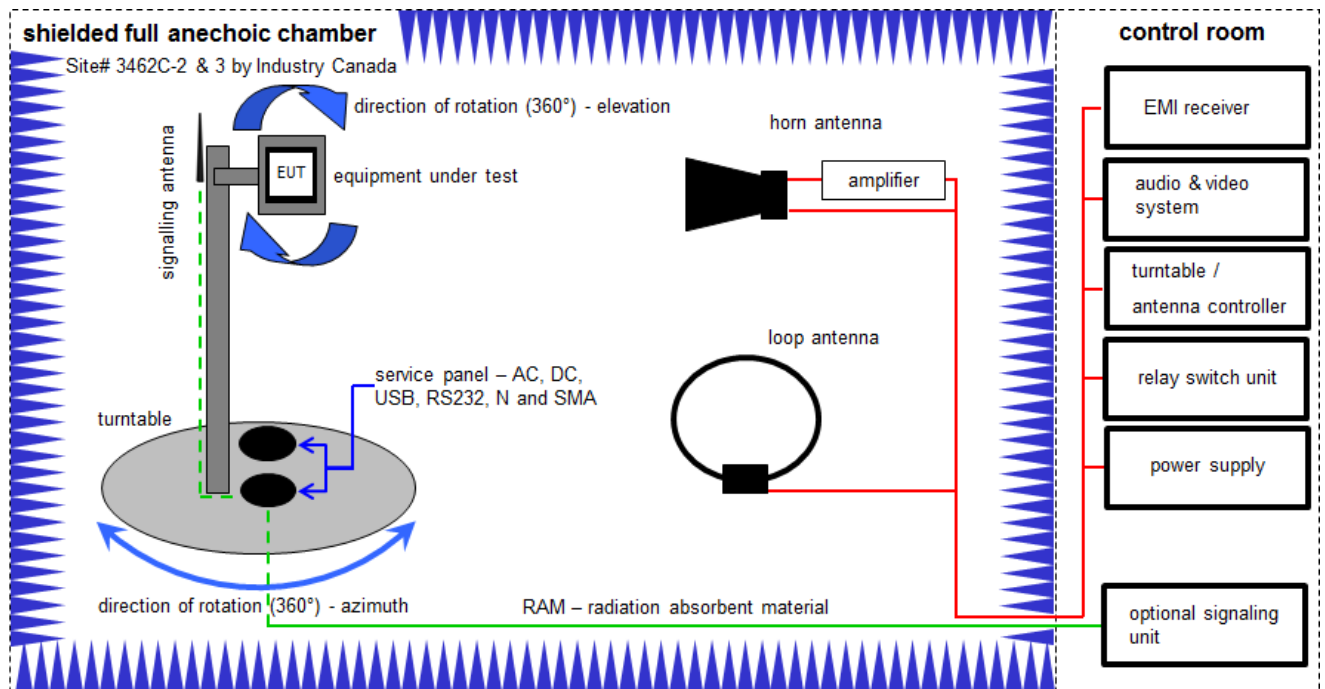 shielded full anechoic chamber
Site# 3462C-2 & 3 by Industry Canada
direction of rotation (360°) - elevation
signalling antenna
EUT
equipment under test
horn antenna
amplifier
loop antenna
service panel – AC, DC,
USB, RS232, N and SMA
turntable
direction of rotation (360°) - azimuth
RAM – radiation absorbent material
control room
EMI receiver
audio & video
system
turntable /
antenna controller
relay switch unit
power supply
optional signaling
unit